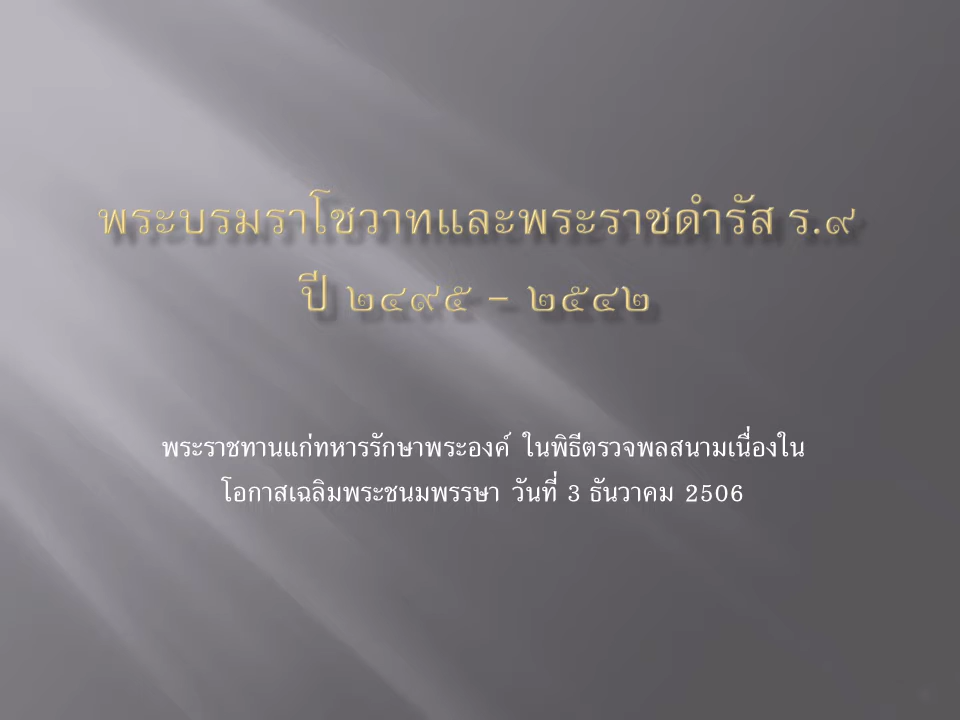 พระบรมราโชวาทและพระราชดำรัส ร.๙
ปี ๒๔๙๕ – ๒๕๔๒
พระราชทานแก่ทหารรักษาพระองค์ ในพิธีตรวจพลสนามเนื่องใน
โอกาสเฉลิมพระชนมพรรษา วันที่ 3 ธันวาคม 2506